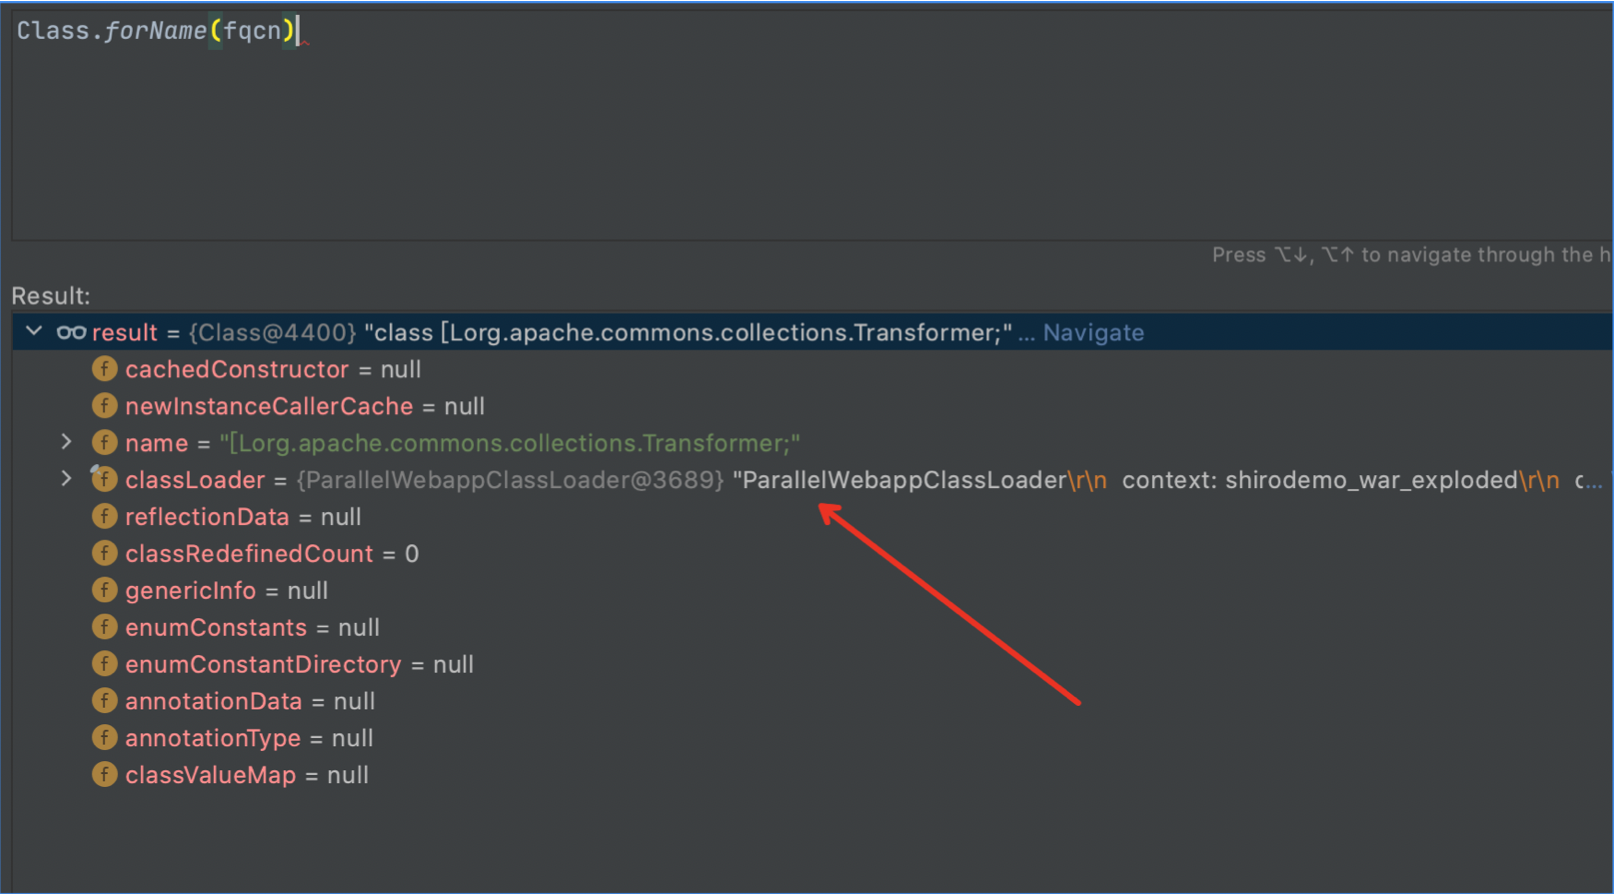 Class.forName(fqcn)
Press ⌥↓, ⌥↑ to navigate through the h
Result:
result = {Class@4400} "class [Lorg.apache.commons.collections.Transformer;" ... Navigate
f cachedConstructor = null
f newInstanceCallerCache = null
f name = "[Lorg.apache.commons.collections.Transformer;"
f classLoader = {ParallelWebappClassLoader@3689} "ParallelWebappClassLoader\r\n  context: shirodemo_war_exploded\r\n  c...
f reflectionData = null
f classRedefinedCount = 0
f genericInfo = null
f enumConstants = null
f enumConstantDirectory = null
f annotationData = null
f annotationType = null
f classValueMap = null